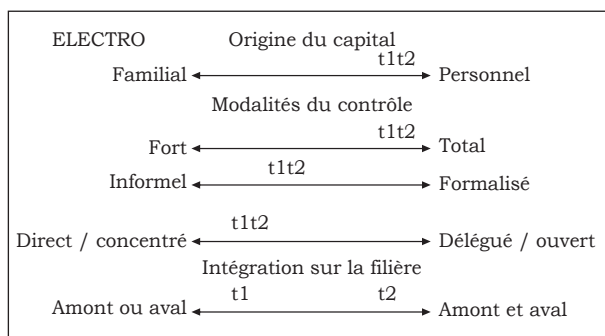 ELECTRO Origine du capital
t1t2
Familial Personnel
Modalités du contrôle
t1t2
Fort Total
t1t2
Informel Formalisé
t1t2
Direct / concentré Délégué / ouvert
Intégration sur la filière
t1 t2
Amont ou aval Amont et aval